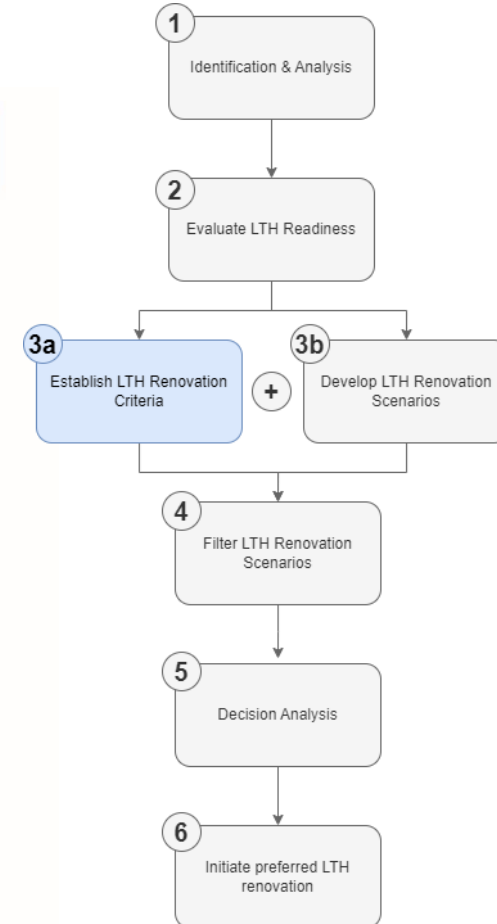 1
Identification & Analysis
2
Evaluate LTH Readiness
3a
Establish LTH Renovation
Criteria
+
3b
Develop LTH Renovation
Scenarios
4
Filter LTH Renovation
Scenarios
5
Decision Analysis
6
Initiate preferred LTH
renovation